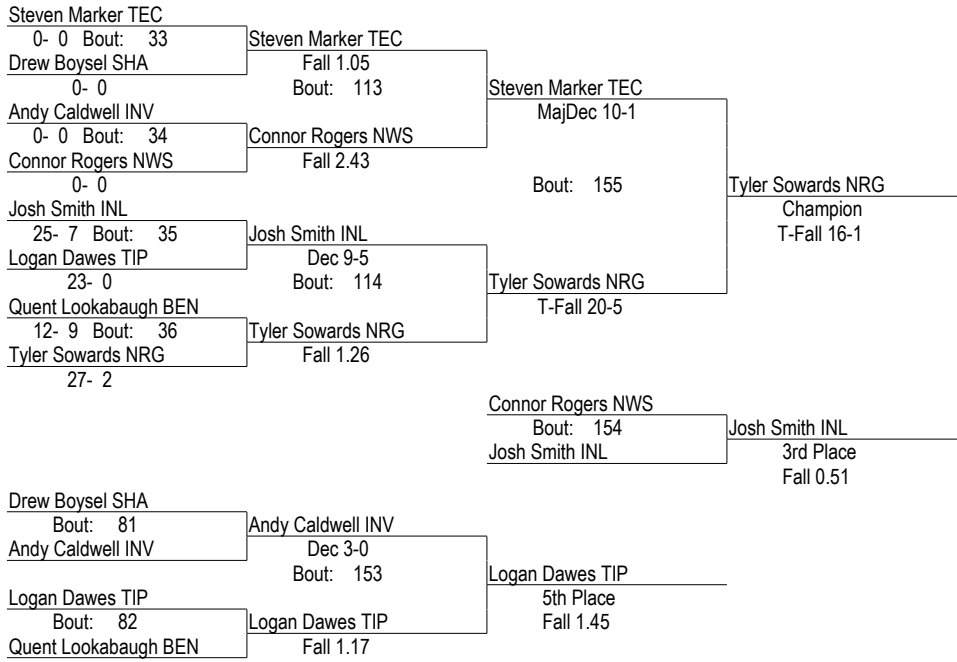 Steven Marker TEC
0- 0 Bout: 33
Drew Boysel SHA
0- 0
Andy Caldwell INV
0- 0 Bout: 34
Connor Rogers NWS
0- 0
Josh Smith INL
25- 7 Bout: 35
Logan Dawes TIP
23- 0
Quent Lookabaugh BEN
12- 9 Bout: 36
Tyler Sowards NRG
27- 2
Steven Marker TEC
Fall 1.05
Bout: 113
Connor Rogers NWS
Fall 2.43
Josh Smith INL
Dec 9-5
Bout: 114
Tyler Sowards NRG
Fall 1.26
Steven Marker TEC
MajDec 10-1
Bout: 155
Tyler Sowards NRG
T-Fall 20-5
Tyler Sowards NRG
Champion
T-Fall 16-1
Connor Rogers NWS
Bout: 154
Josh Smith INL
Josh Smith INL
3rd Place
Fall 0.51
Drew Boysel SHA
Bout: 81
Andy Caldwell INV
Logan Dawes TIP
Bout: 82
Quent Lookabaugh BEN
Andy Caldwell INV
Dec 3-0
Bout: 153
Logan Dawes TIP
Fall 1.17
Logan Dawes TIP
5th Place
Fall 1.45